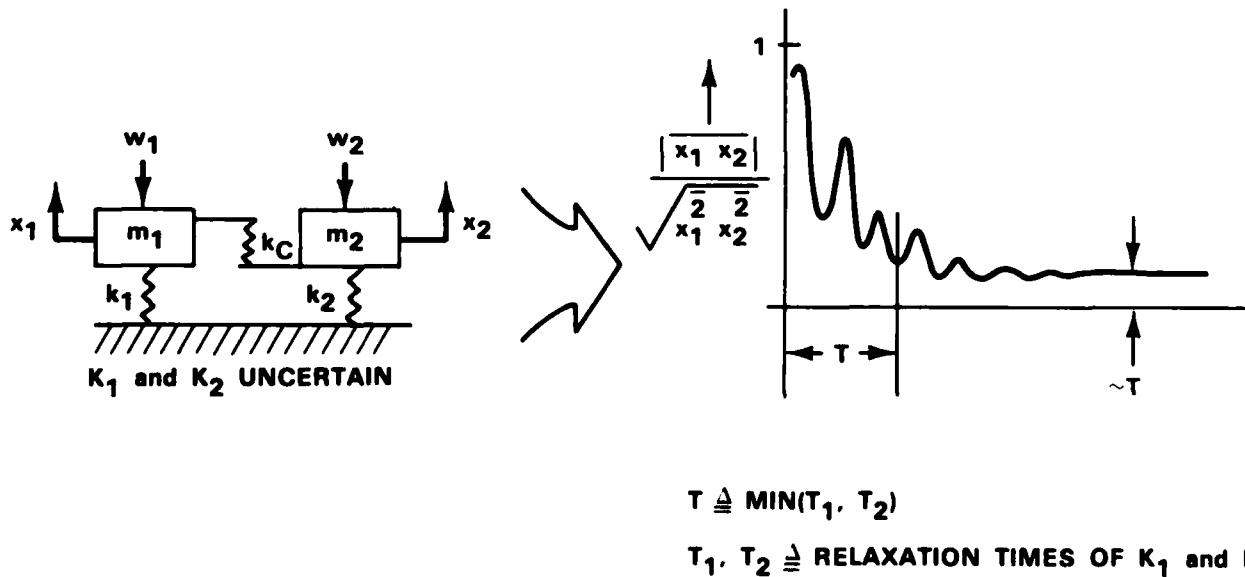 w₁ w₂
x₁ m₁ k_C m₂ x₂
k₁ k₂
K₁ and K₂ UNCERTAIN
1
|x₁ x₂|
√x₁² x₂²
T
~T
T ≜ MIN(T₁, T₂)
T₁, T₂ ≜ RELAXATION TIMES OF K₁ and